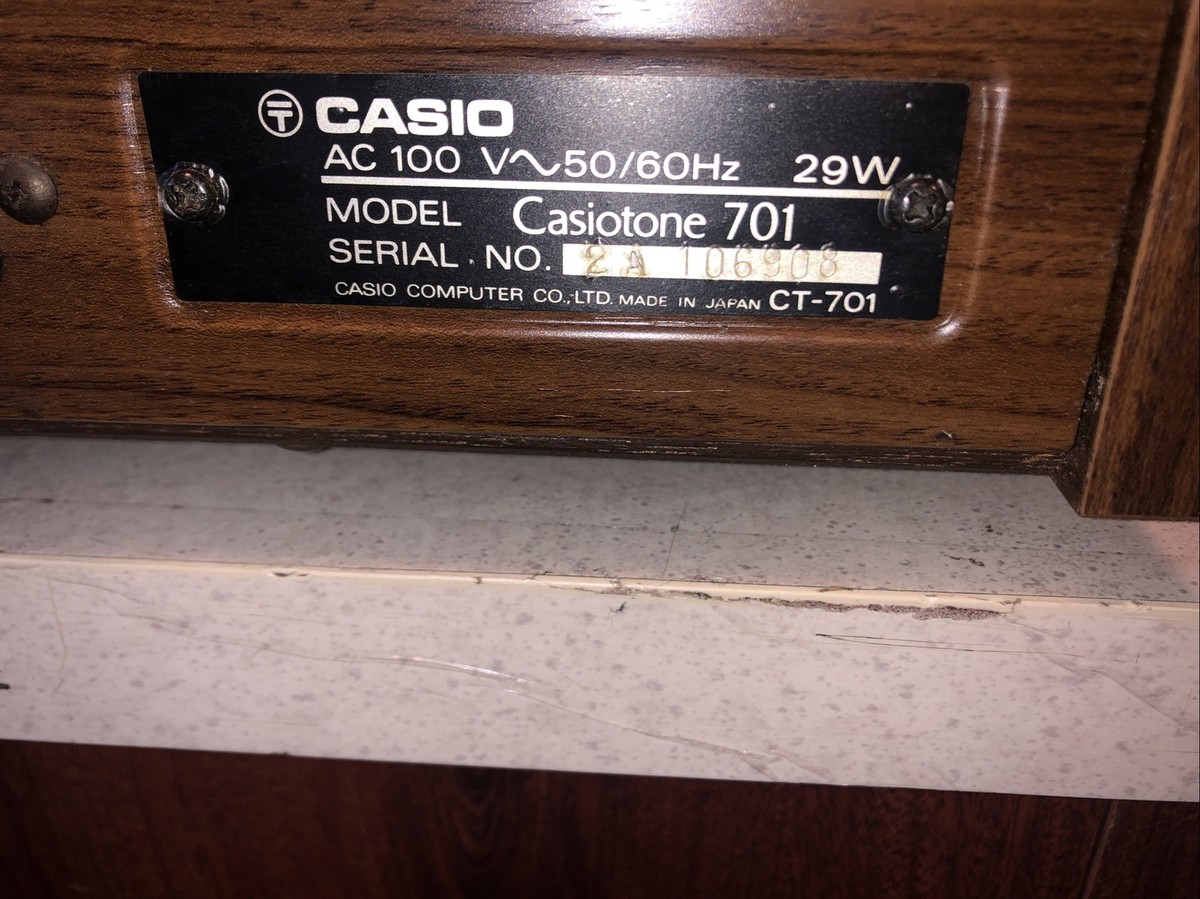 CASIO
AC 100 V～50/60Hz 29W
MODEL Casiotone 701
SERIAL NO. 2A 106908
CASIO COMPUTER CO.,LTD. MADE IN JAPAN CT-701